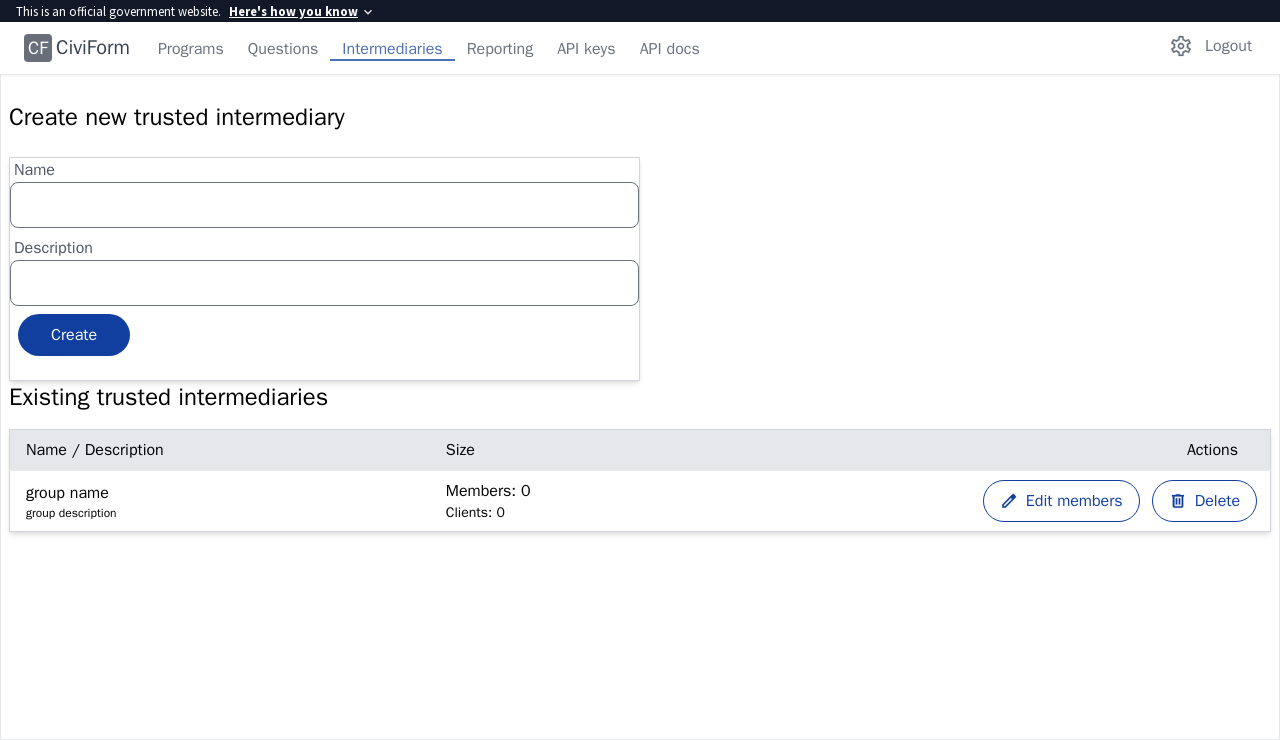 This is an official government website. Here's how you know
CF CiviForm Programs Questions Intermediaries Reporting API keys API docs Logout
Create new trusted intermediary
Name
Description
Create
Existing trusted intermediaries
Name / Description Size Actions
group name Members: 0 Edit members Delete
group description Clients: 0